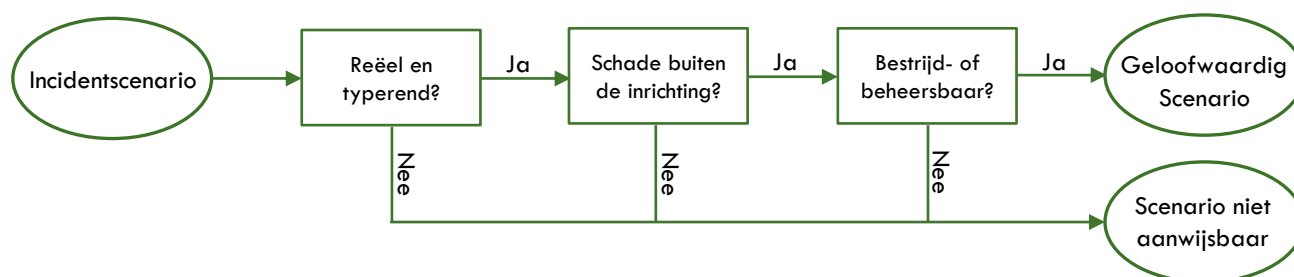 Incidentscenario
Reëel en
typerend?
Ja
Schade buiten
de inrichting?
Ja
Bestrijd- of
beheersbaar?
Ja
Geloofwaardig
Scenario
Nee
Nee
Nee
Scenario niet
aanwijsbaar